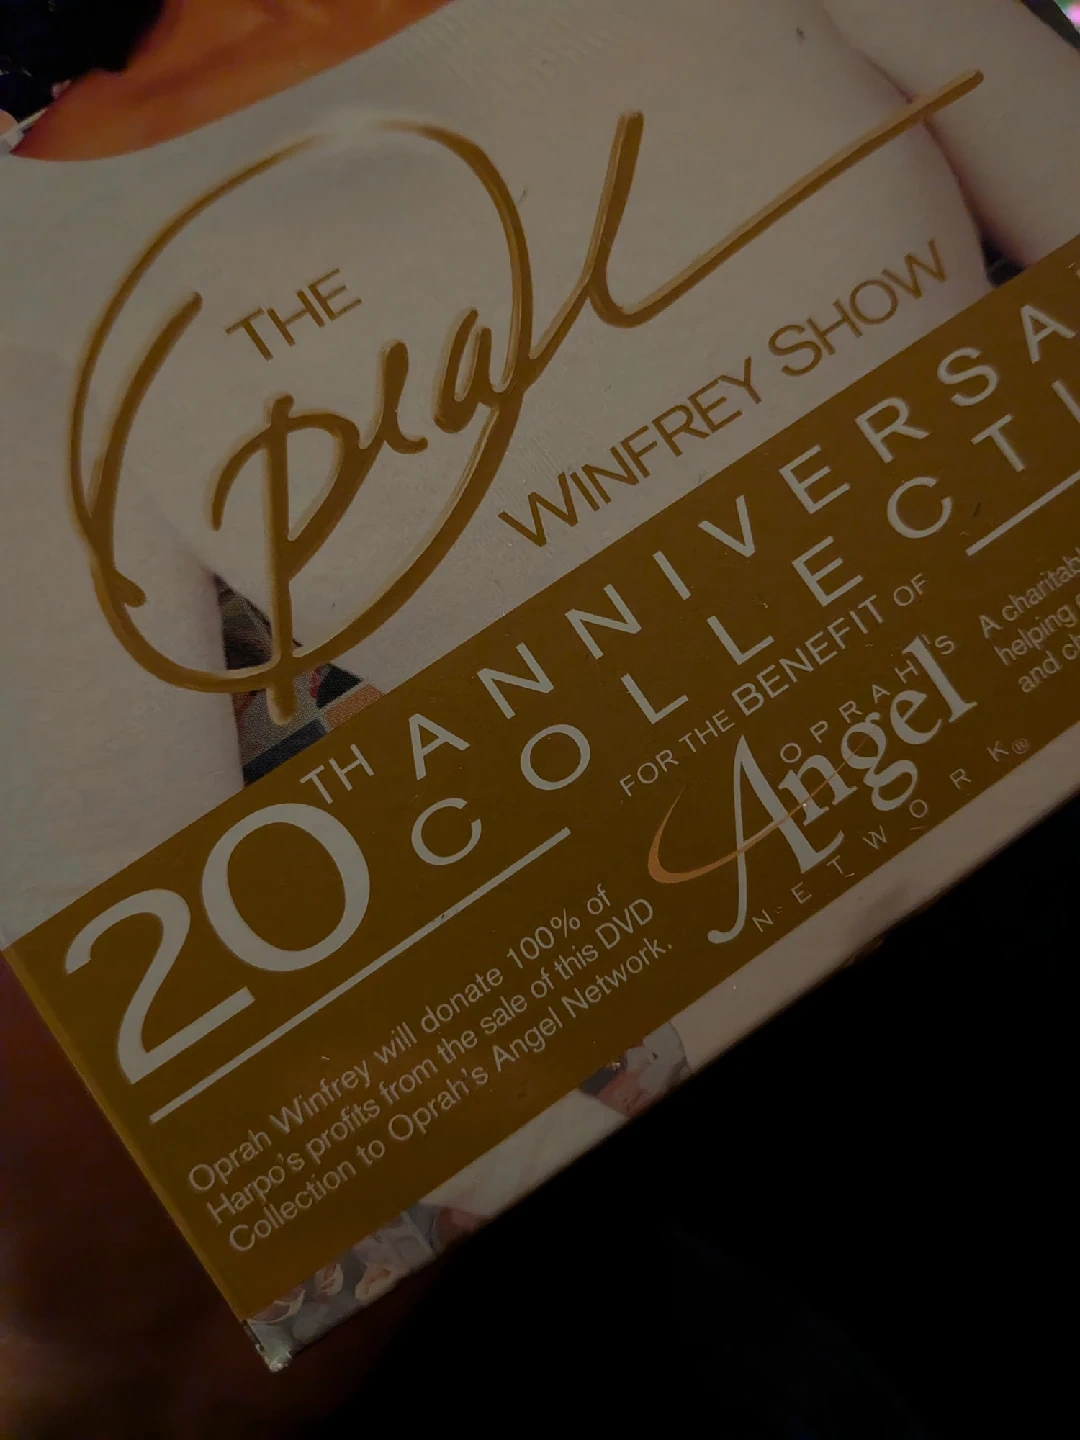 THE
Oprah
WINFREY SHOW
20TH ANNIVERSA
COLLECTI
FOR THE BENEFIT OF
OPRAH'S
Angel
NETWORK®
Oprah Winfrey will donate 100% of
Harpo's profits from the sale of this DVD
Collection to Oprah's Angel Network.
A charitabl
helping
and ch